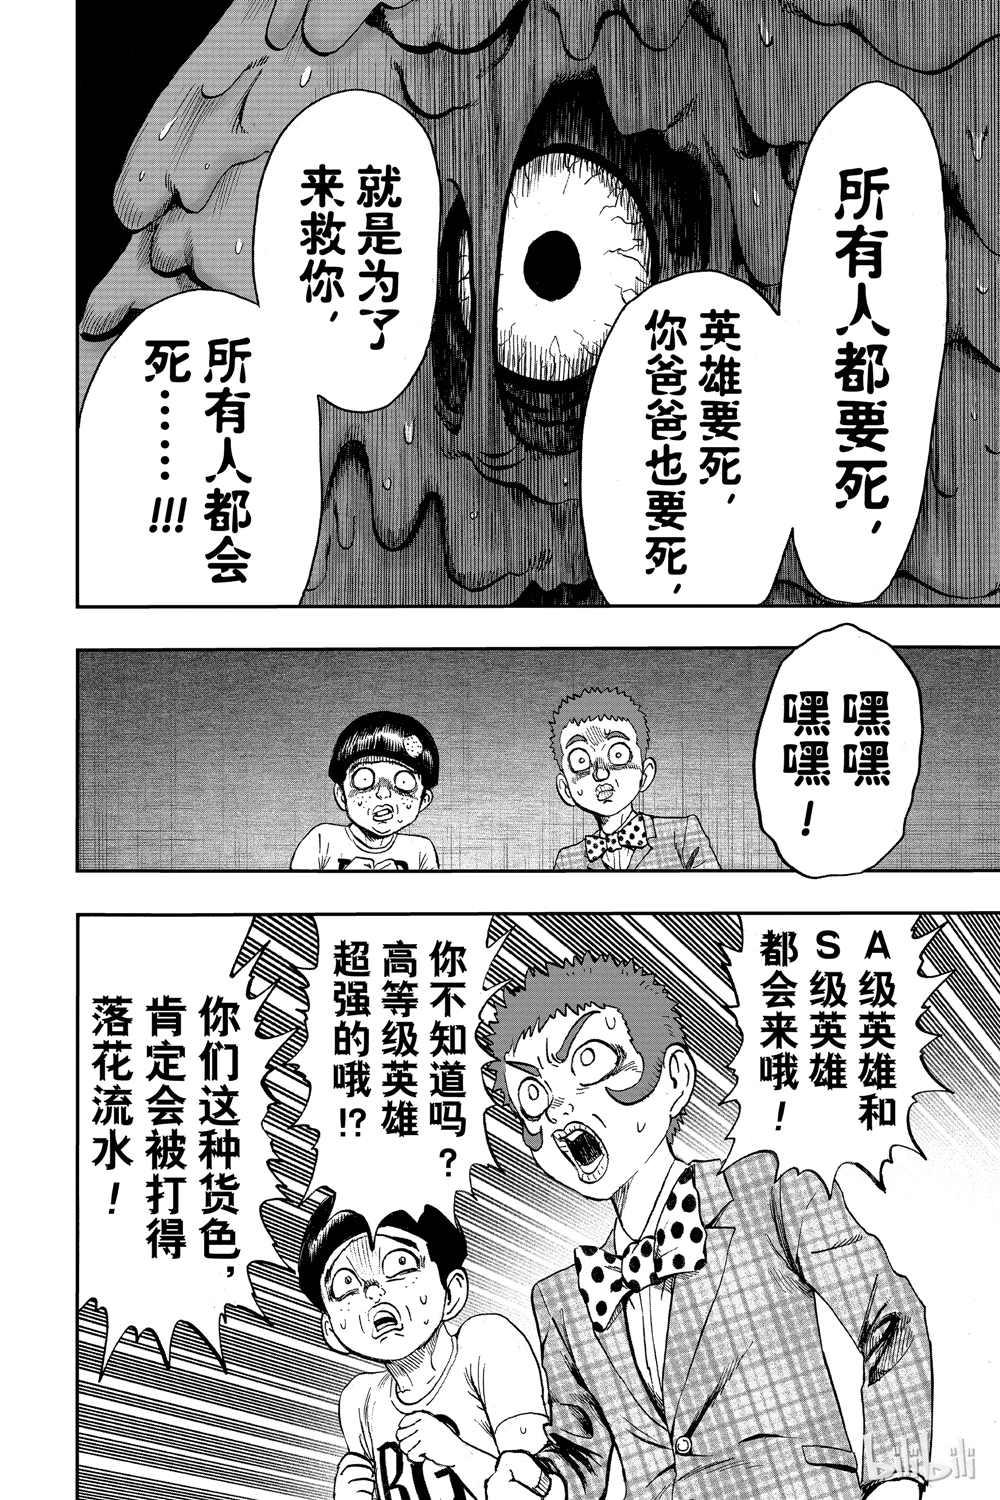 所有人都要死，
英雄要死，
你爸爸也要死，
就是为了
来救你，
所有人都会
死……!!!
嘿嘿
嘿嘿！
A级英雄和
S级英雄
都会来哦！
你不知道吗？
高等级英雄
超强的哦!?
你们这种货色，
肯定会被打得
落花流水！
BG
bilibili